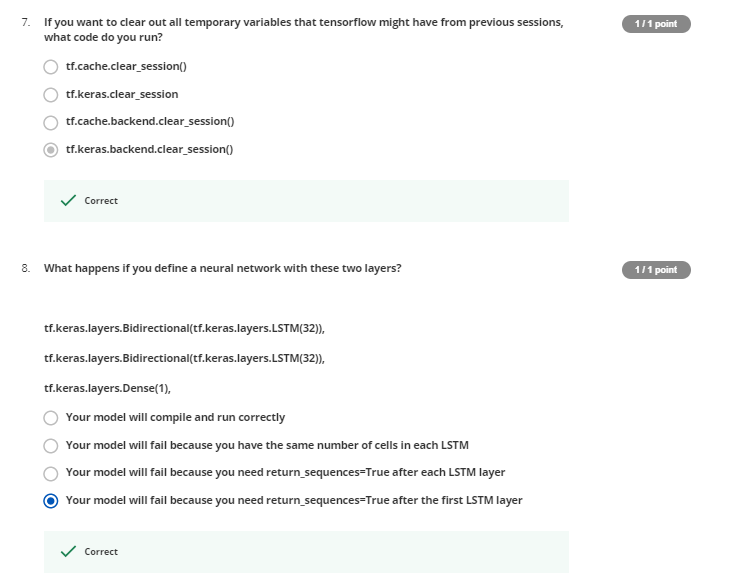 7. If you want to clear out all temporary variables that tensorflow might have from previous sessions,
what code do you run?
1 / 1 point
tf.cache.clear_session()
tf.keras.clear_session
tf.cache.backend.clear_session()
tf.keras.backend.clear_session()
Correct
8. What happens if you define a neural network with these two layers?
1 / 1 point
tf.keras.layers.Bidirectional(tf.keras.layers.LSTM(32)),
tf.keras.layers.Bidirectional(tf.keras.layers.LSTM(32)),
tf.keras.layers.Dense(1),
Your model will compile and run correctly
Your model will fail because you have the same number of cells in each LSTM
Your model will fail because you need return_sequences=True after each LSTM layer
Your model will fail because you need return_sequences=True after the first LSTM layer
Correct